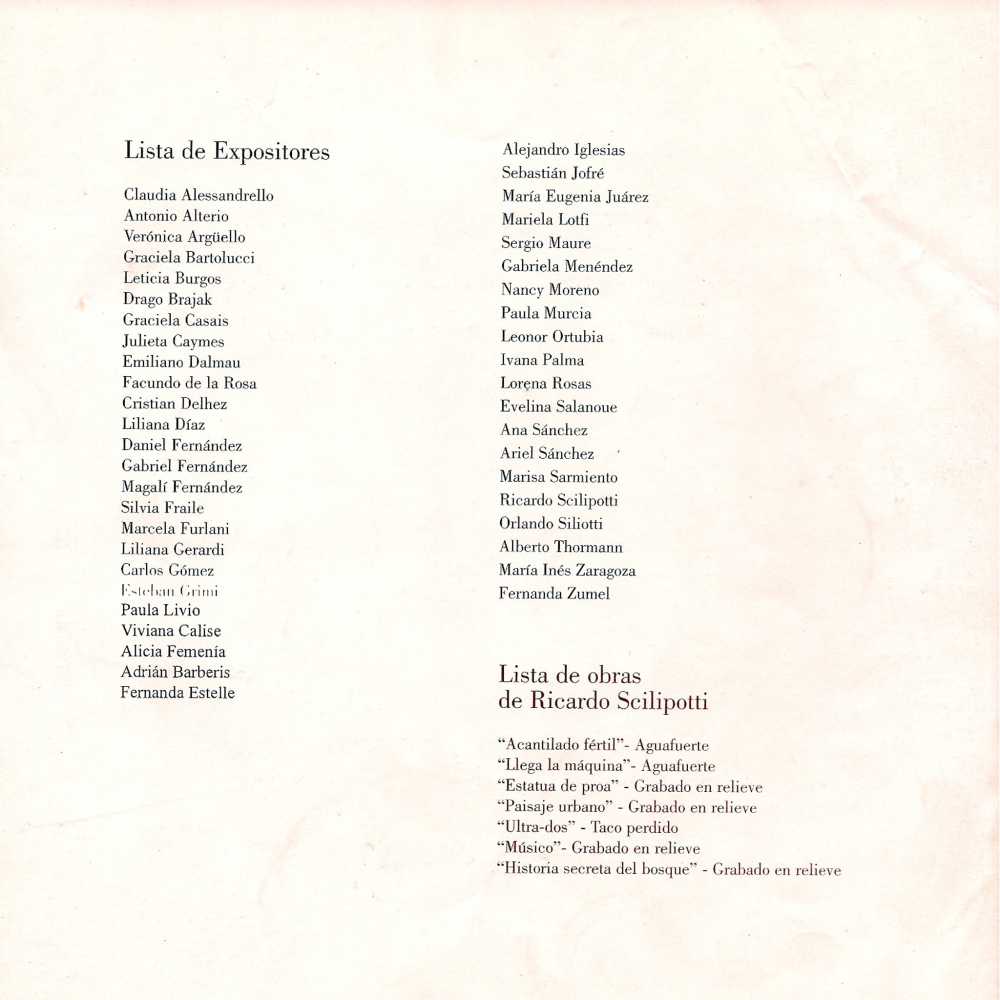 Lista de Expositores
Claudia Alessandrello
Antonio Alterio
Verónica Argüello
Graciela Bartolucci
Leticia Burgos
Drago Brajak
Graciela Casais
Julieta Caymes
Emiliano Dalmau
Facundo de la Rosa
Cristian Delhez
Liliana Díaz
Daniel Fernández
Gabriel Fernández
Magalí Fernández
Silvia Fraile
Marcela Furlani
Liliana Gerardi
Carlos Gómez
Esteban Grimi
Paula Livio
Viviana Calise
Alicia Femenía
Adrián Barberis
Fernanda Estelle
Alejandro Iglesias
Sebastián Jofré
María Eugenia Juárez
Mariela Lotfi
Sergio Maure
Gabriela Menéndez
Nancy Moreno
Paula Murcia
Leonor Ortubia
Ivana Palma
Lorena Rosas
Evelina Salanoue
Ana Sánchez
Ariel Sánchez
Marisa Sarmiento
Ricardo Scilipotti
Orlando Siliotti
Alberto Thormann
María Inés Zaragoza
Fernanda Zumel
Lista de obras
de Ricardo Scilipotti
“Acantilado fértil”- Aguafuerte
“Llega la máquina”- Aguafuerte
“Estatua de proa” - Grabado en relieve
“Paisaje urbano” - Grabado en relieve
“Ultra-dos” - Taco perdido
“Músico”- Grabado en relieve
“Historia secreta del bosque” - Grabado en relieve